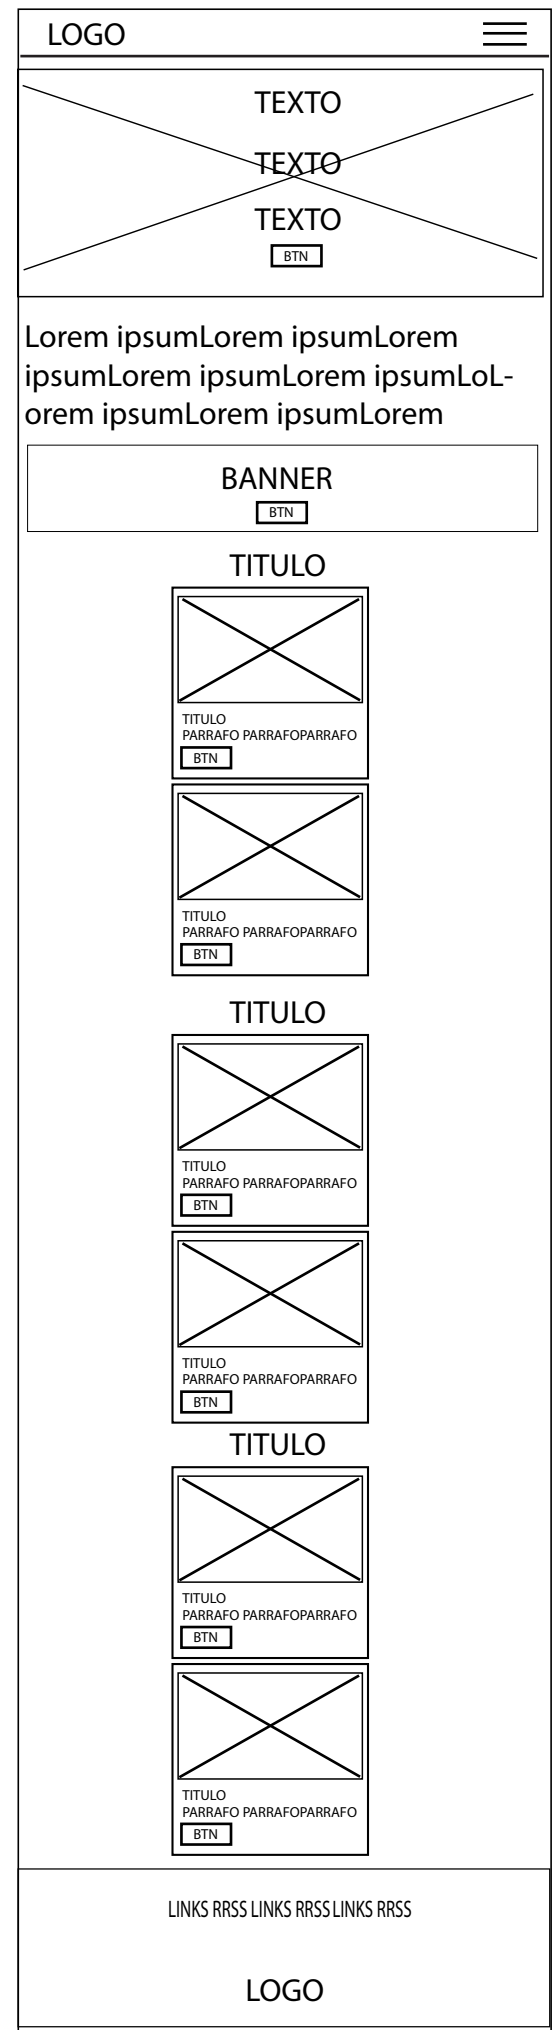 LOGO
TEXTO
TEXTO
TEXTO
BTN
Lorem ipsumLorem ipsumLorem
ipsumLorem ipsumLorem ipsumLoL-
orem ipsumLorem ipsumLorem
BANNER
BTN
TITULO
TITULO
PARRAFO PARRAFOPARRAFO
BTN
TITULO
PARRAFO PARRAFOPARRAFO
BTN
TITULO
TITULO
PARRAFO PARRAFOPARRAFO
BTN
TITULO
PARRAFO PARRAFOPARRAFO
BTN
TITULO
TITULO
PARRAFO PARRAFOPARRAFO
BTN
TITULO
PARRAFO PARRAFOPARRAFO
BTN
LINKS RRSS LINKS RRSS LINKS RRSS
LOGO